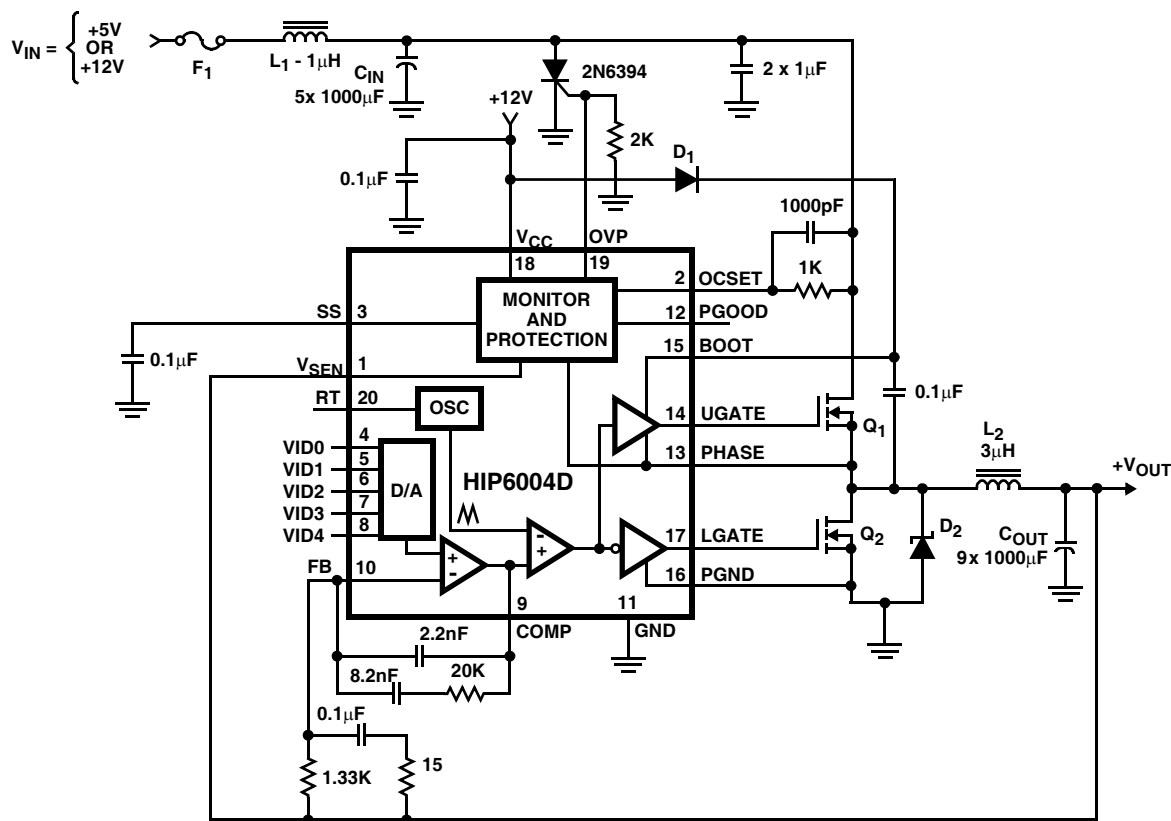 V_IN =
+5V
OR
+12V
F1
L1 - 1µH
C_IN
5x 1000µF
2N6394
2 x 1µF
+12V
2K
0.1µF
D1
1000pF
1K
V_CC
18
OVP
19
2
OCSET
MONITOR
AND
PROTECTION
SS
3
12
PGOOD
0.1µF
V_SEN
1
15
BOOT
RT
20
OSC
0.1µF
14
UGATE
Q1
VID0
4
VID1
5
VID2
6
VID3
7
VID4
8
D/A
HIP6004D
13
PHASE
L2
3µH
+V_OUT
17
LGATE
Q2
D2
C_OUT
9x 1000µF
+
-
-
+
FB
10
16
PGND
9
COMP
11
GND
2.2nF
8.2nF
20K
0.1µF
1.33K
15